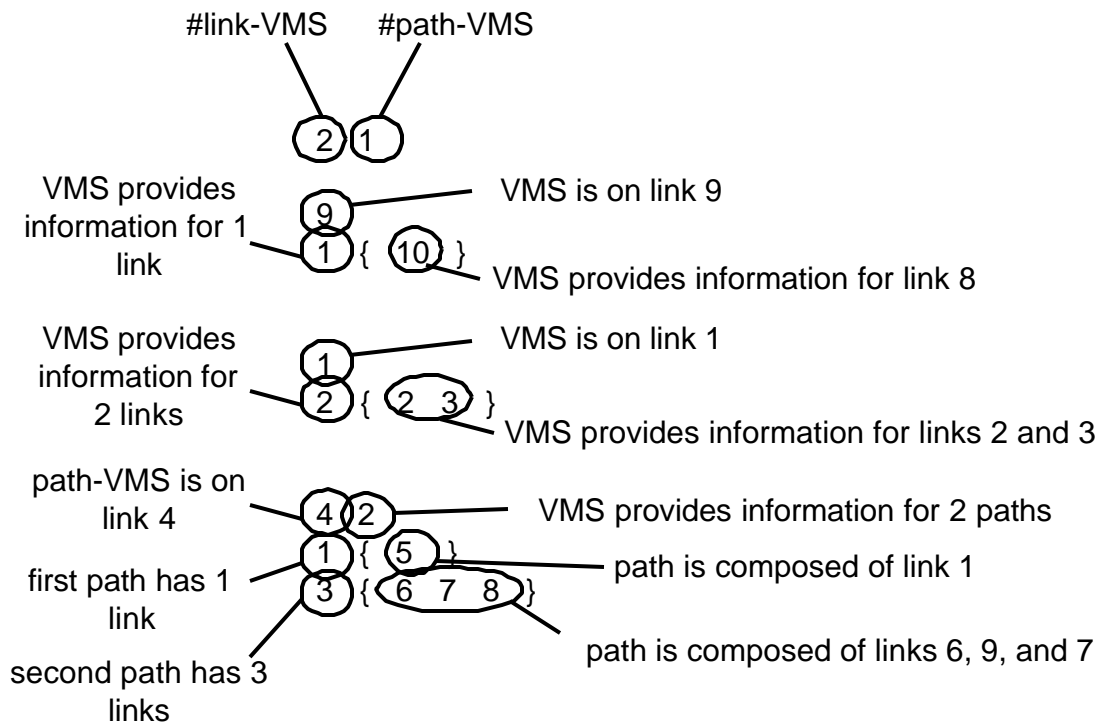 #link-VMS #path-VMS
2 1
VMS provides
information for 1
link
9
VMS is on link 9
1 { 10 }
VMS provides information for link 8
VMS provides
information for
2 links
1
VMS is on link 1
2 { 2 3 }
VMS provides information for links 2 and 3
path-VMS is on
link 4
4 2
VMS provides information for 2 paths
1 { 5 }
path is composed of link 1
first path has 1
link
3 { 6 7 8 }
path is composed of links 6, 9, and 7
second path has 3
links